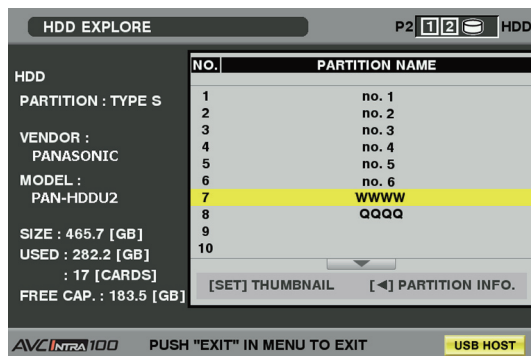 HDD EXPLORE
P2 1 2 HDD
HDD
PARTITION : TYPE S
VENDOR :
PANASONIC
MODEL :
PAN-HDDU2
SIZE : 465.7 [GB]
USED : 282.2 [GB]
: 17 [CARDS]
FREE CAP. : 183.5 [GB]
NO. PARTITION NAME
1 no. 1
2 no. 2
3 no. 3
4 no. 4
5 no. 5
6 no. 6
7 WWWW
8 QQQQ
9
10
[SET] THUMBNAIL [◀] PARTITION INFO.
AVC INTRA 100 PUSH "EXIT" IN MENU TO EXIT USB HOST